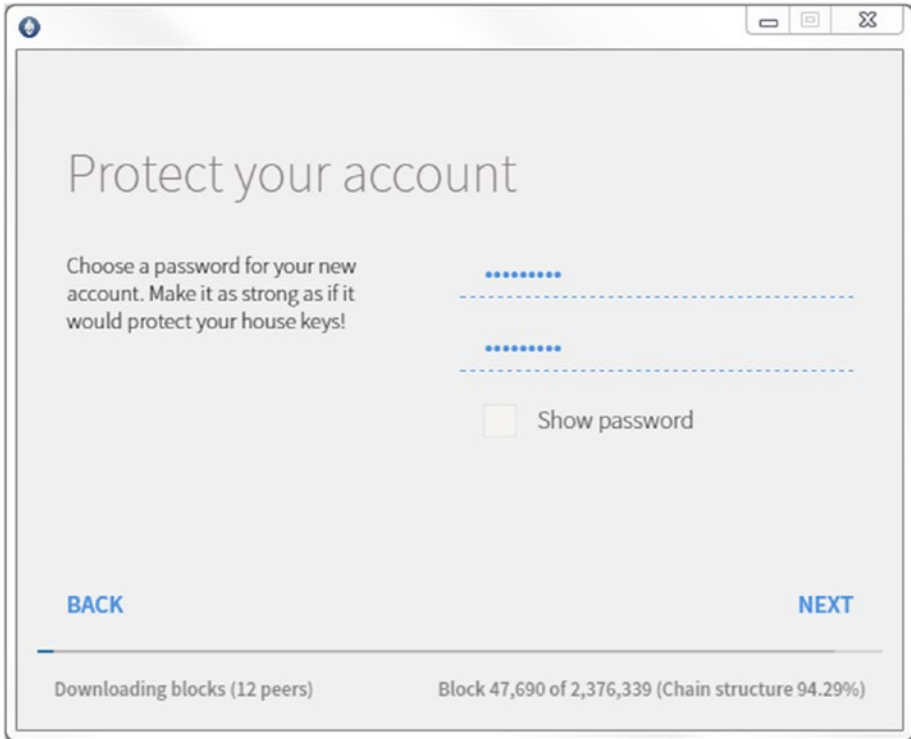 Protect your account
Choose a password for your new
account. Make it as strong as if it
would protect your house keys!
•••••••••
•••••••••
Show password
BACK
NEXT
Downloading blocks (12 peers)
Block 47,690 of 2,376,339 (Chain structure 94.29%)